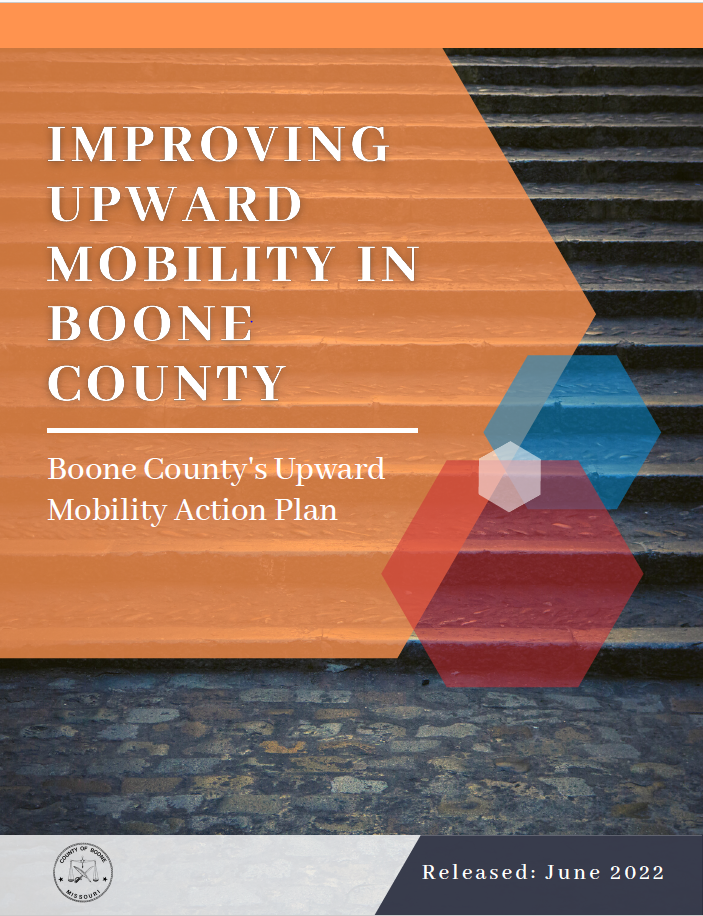 IMPROVING
UPWARD
MOBILITY IN
BOONE
COUNTY
Boone County's Upward
Mobility Action Plan
COUNTY OF BOONE
MISSOURI
Released: June 2022